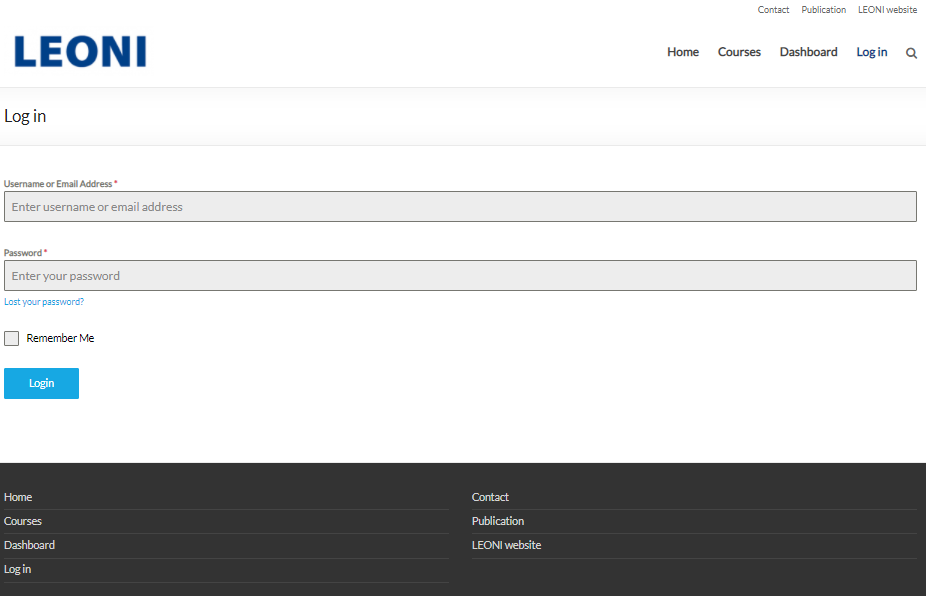 Contact Publication LEONI website
LEONI
Home Courses Dashboard Log in
Log in
Username or Email Address *
Enter username or email address
Password *
Enter your password
Lost your password?
Remember Me
Login
Home
Courses
Dashboard
Log in
Contact
Publication
LEONI website